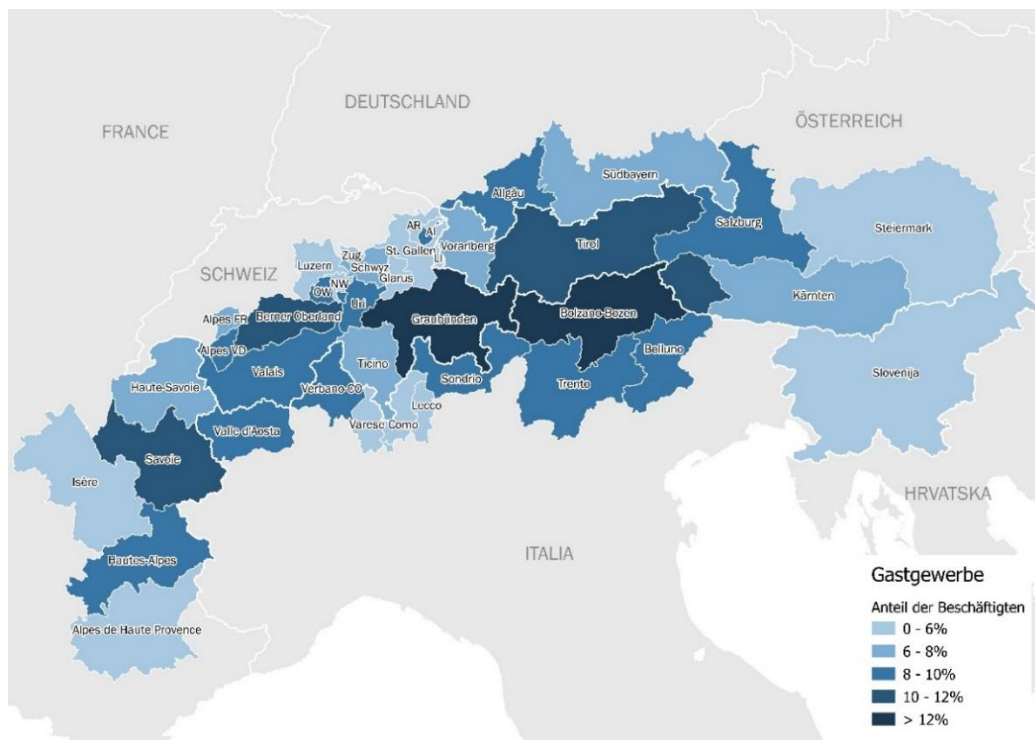 DEUTSCHLAND
FRANCE
ÖSTERREICH
Südbayern
Allgäu
AR
AI
Salzburg
Steiermark
Tirol
Vorarlberg
St. Gallen
LI
Zug
Luzern
Schwyz
SCHWEIZ
Glarus
NW
OW
Uri
Kärnten
Berner Oberland
Graubünden
Bolzano-Bozen
Alpes FR
Alpes VD
Ticino
Belluno
Valais
Sondrio
Slovenija
Haute-Savoie
Verbano-CO
Trente
Lecco
Varese
Como
Valle d'Aosta
Savoie
Isère
HRVATSKA
ITALIA
Hautes-Alpes
Alpes de Haute Provence
Gastgewerbe
Anteil der Beschäftigten
0 - 6%
6 - 8%
8 - 10%
10 - 12%
> 12%